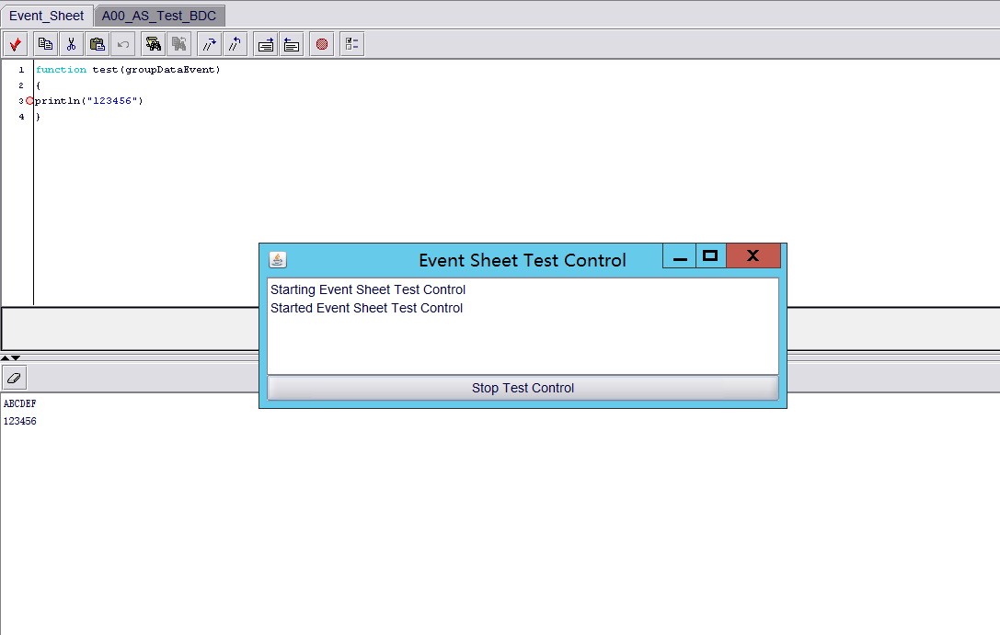 Event_Sheet A00_AS_Test_BDC
1 function test(groupDataEvent)
2 {
3 println("123456")
4 }
Event Sheet Test Control
Starting Event Sheet Test Control
Started Event Sheet Test Control
Stop Test Control
ABCDEF
123456